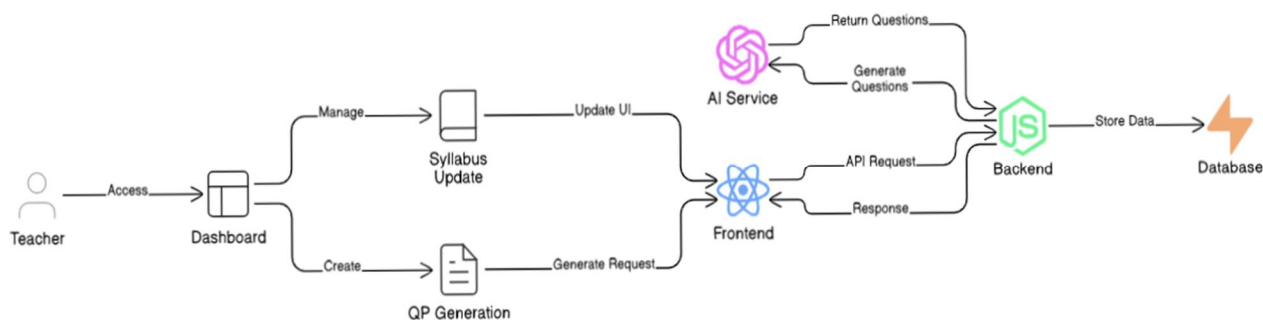 Return Questions
Generate
Questions
AI Service
Manage
Update UI
JS
Store Data
Syllabus
Update
API Request
Backend
Database
Access
Response
Teacher
Dashboard
Frontend
Create
Generate Request
QP Generation